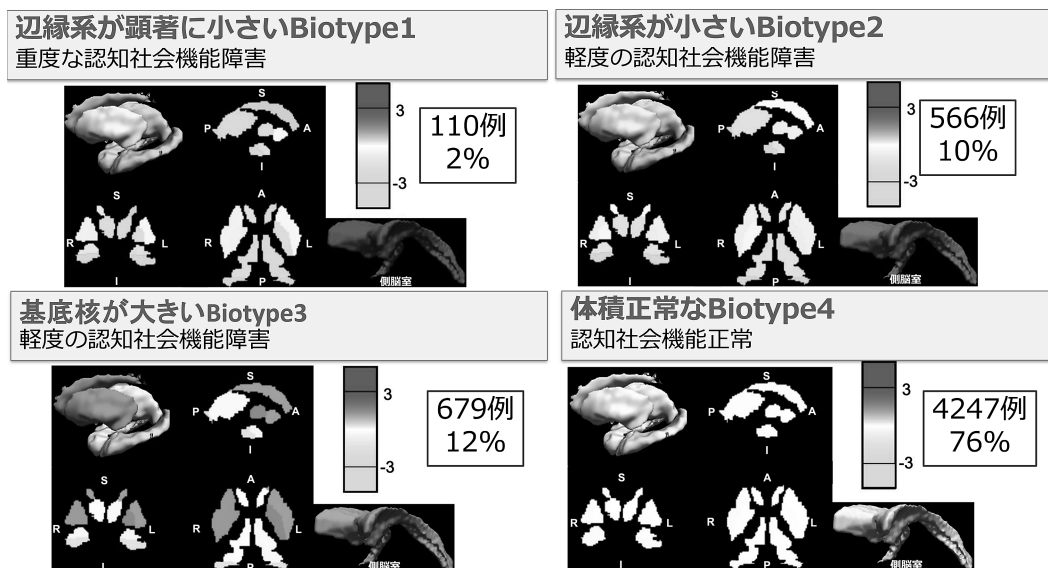 辺縁系が顕著に小さいBiotype1
重度な認知社会機能障害
S
P
A
I
3
-3
110例
2%
S
R
L
I
A
R
L
P
側脳室
辺縁系が小さいBiotype2
軽度の認知社会機能障害
S
P
A
I
3
-3
566例
10%
S
R
L
I
A
R
L
P
側脳室
基底核が大きいBiotype3
軽度の認知社会機能障害
S
P
A
I
3
-3
679例
12%
S
R
L
I
A
R
L
P
側脳室
体積正常なBiotype4
認知社会機能正常
S
P
A
I
3
-3
4247例
76%
S
R
L
I
A
R
L
P
側脳室